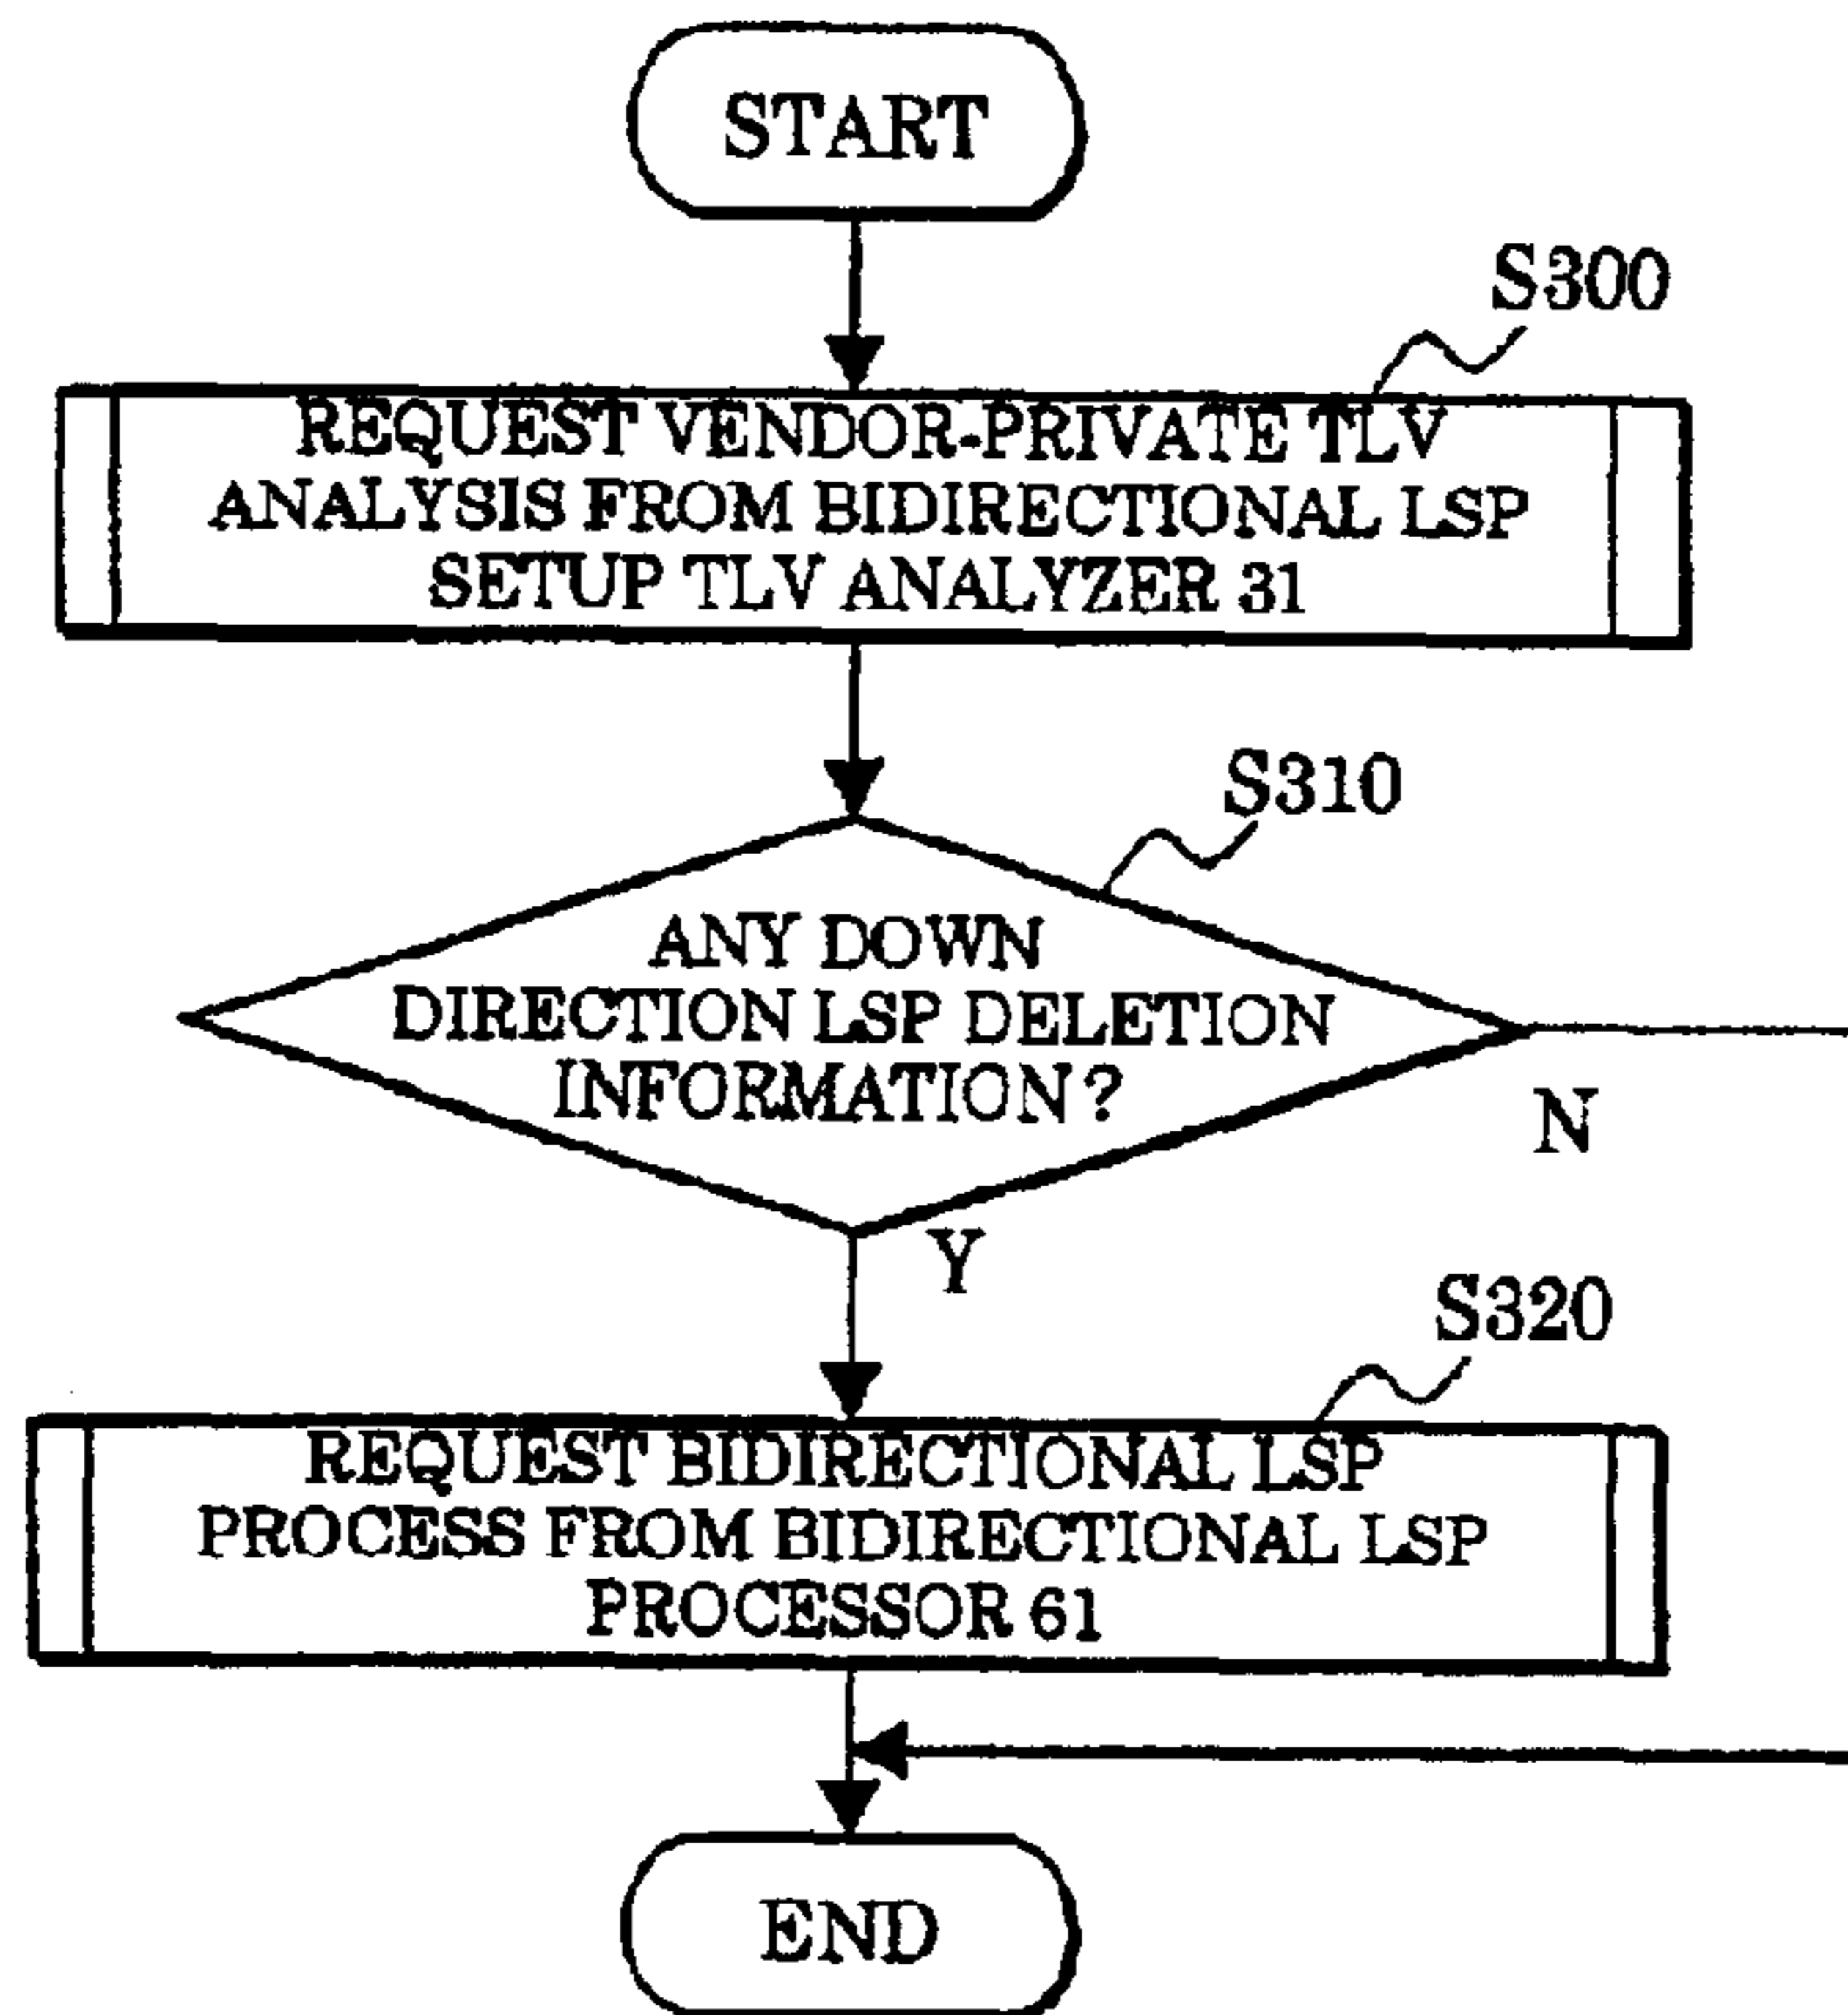 START
S300
REQUEST VENDOR-PRIVATE TLV
ANALYSIS FROM BIDIRECTIONAL LSP
SETUP TLV ANALYZER 31
S310
ANY DOWN
DIRECTION LSP DELETION
INFORMATION?
N
Y
S320
REQUEST BIDIRECTIONAL LSP
PROCESS FROM BIDIRECTIONAL LSP
PROCESSOR 61
END